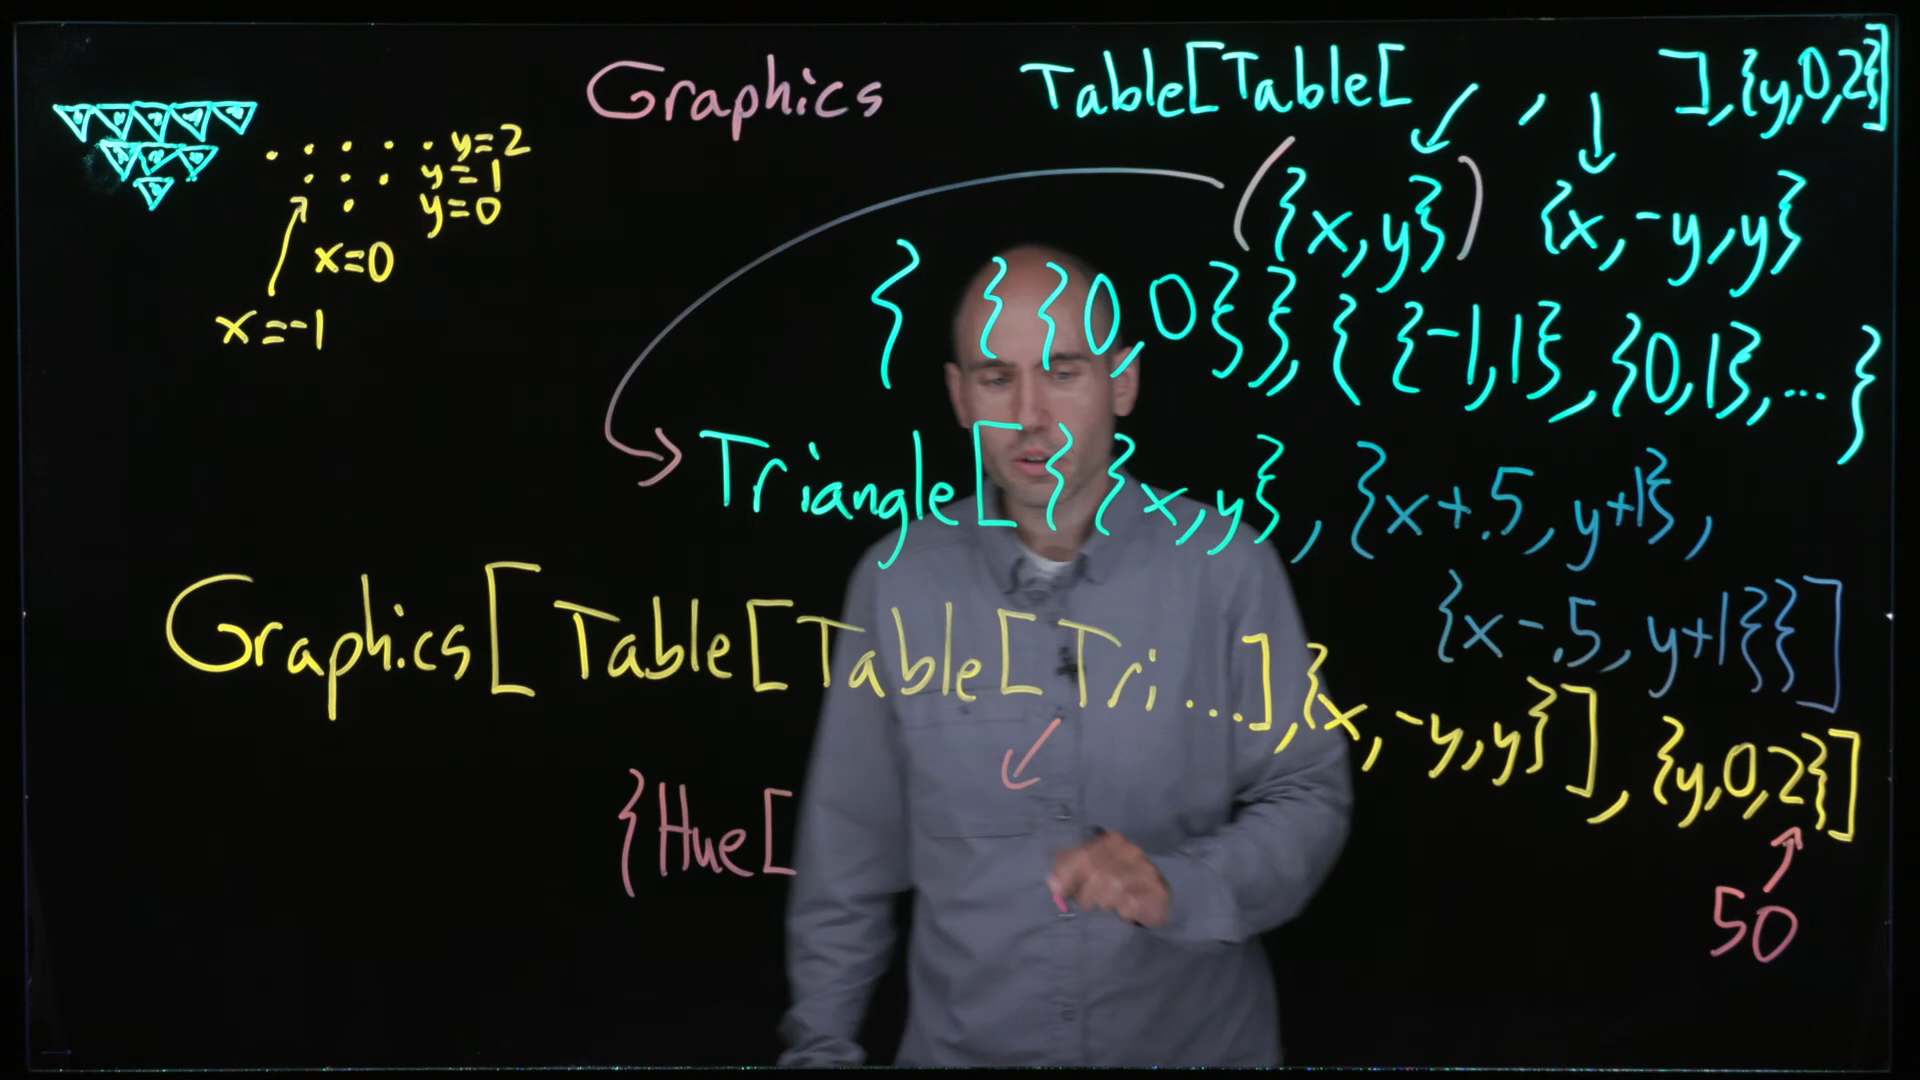 Graphics
Table[Table[ , ],{y,0,2}]
({x,y}) {x,-y,y}
y=2
y=1
y=0
x=0
x=-1
{ {{0,0}},{{-1,1},{0,1},...}
Triangle[{{x,y},{x+.5,y+1},
{x-.5,y+1}}]
Graphics[Table[Table[Tri...],{x,-y,y}],{y,0,2}]
{Hue[
50